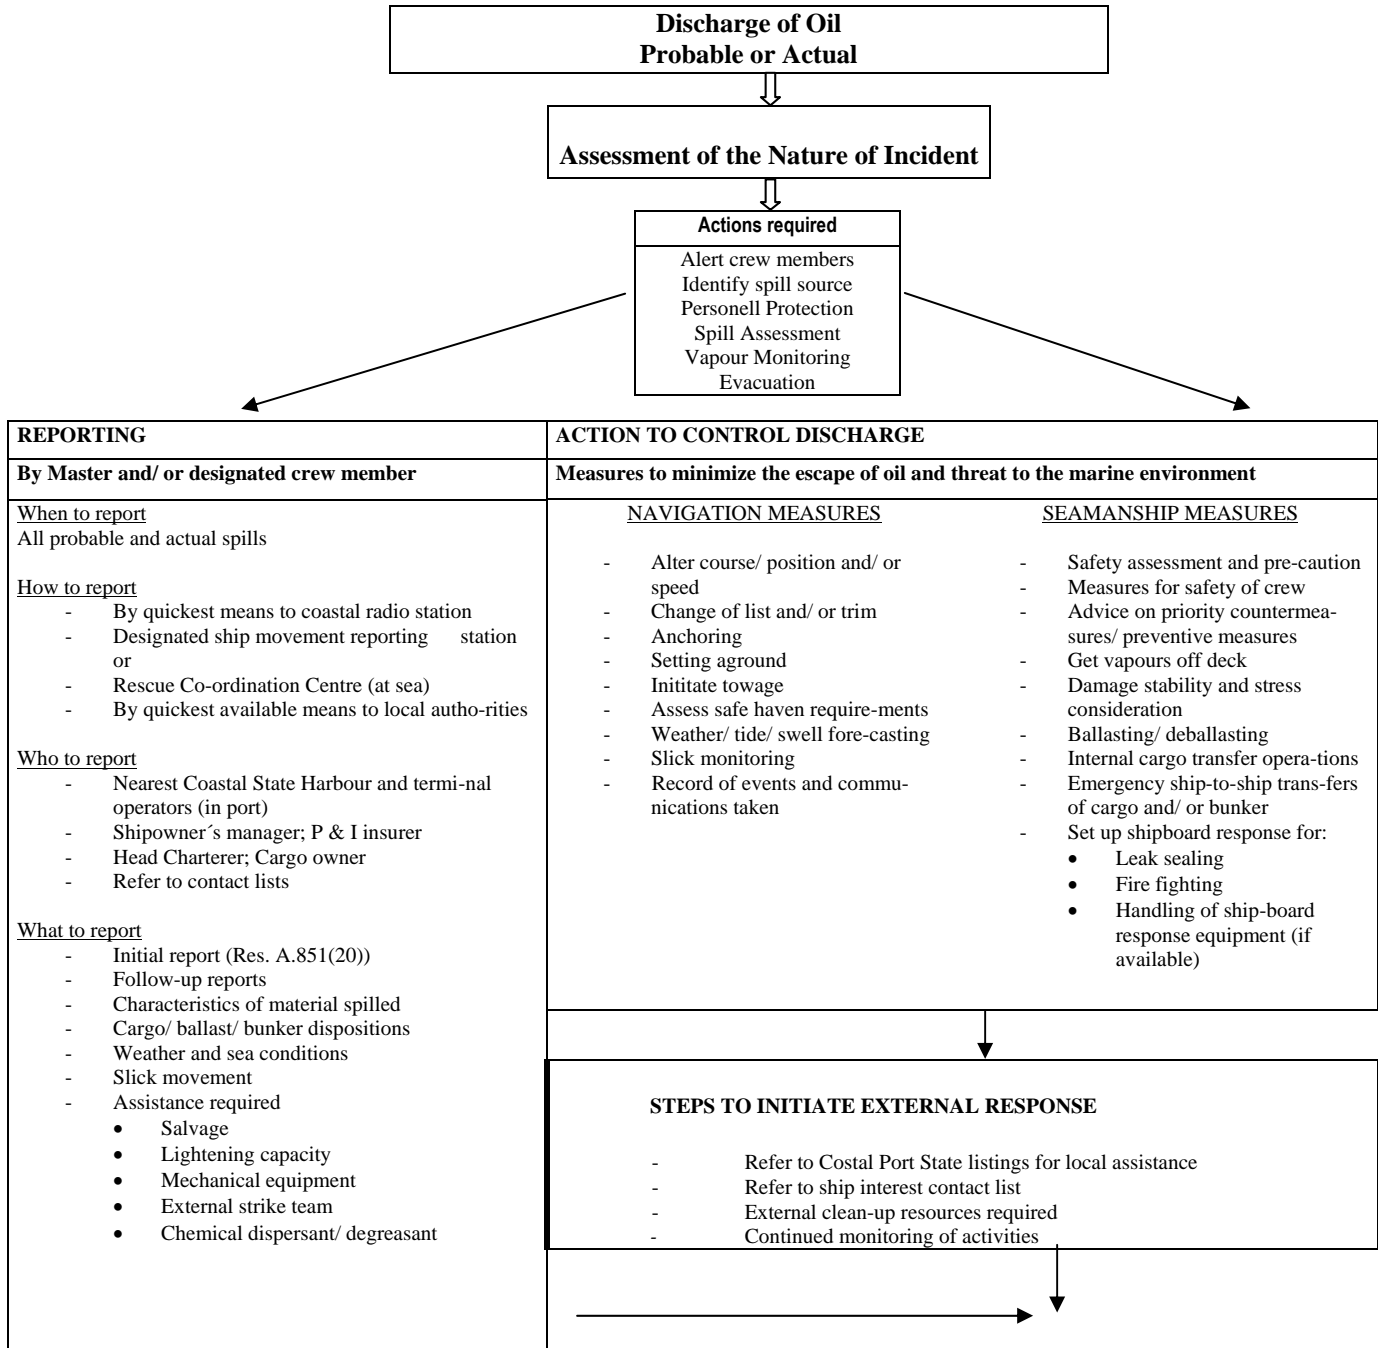 Discharge of Oil
Probable or Actual
Assessment of the Nature of Incident
Actions required
Alert crew members
Identify spill source
Personell Protection
Spill Assessment
Vapour Monitoring
Evacuation
REPORTING
By Master and/ or designated crew member
When to report
All probable and actual spills
How to report
- By quickest means to coastal radio station
- Designated ship movement reporting station
or
- Rescue Co-ordination Centre (at sea)
- By quickest available means to local autho-rities
Who to report
- Nearest Coastal State Harbour and termi-nal
operators (in port)
- Shipowner´s manager; P & I insurer
- Head Charterer; Cargo owner
- Refer to contact lists
What to report
- Initial report (Res. A.851(20))
- Follow-up reports
- Characteristics of material spilled
- Cargo/ ballast/ bunker dispositions
- Weather and sea conditions
- Slick movement
- Assistance required
• Salvage
• Lightening capacity
• Mechanical equipment
• External strike team
• Chemical dispersant/ degreasant
ACTION TO CONTROL DISCHARGE
Measures to minimize the escape of oil and threat to the marine environment
NAVIGATION MEASURES
- Alter course/ position and/ or
speed
- Change of list and/ or trim
- Anchoring
- Setting aground
- Inititate towage
- Assess safe haven require-ments
- Weather/ tide/ swell fore-casting
- Slick monitoring
- Record of events and commu-
nications taken
SEAMANSHIP MEASURES
- Safety assessment and pre-caution
- Measures for safety of crew
- Advice on priority countermea-
sures/ preventive measures
- Get vapours off deck
- Damage stability and stress
consideration
- Ballasting/ deballasting
- Internal cargo transfer opera-tions
- Emergency ship-to-ship trans-fers
of cargo and/ or bunker
- Set up shipboard response for:
• Leak sealing
• Fire fighting
• Handling of ship-board
response equipment (if
available)
STEPS TO INITIATE EXTERNAL RESPONSE
- Refer to Costal Port State listings for local assistance
- Refer to ship interest contact list
- External clean-up resources required
- Continued monitoring of activities